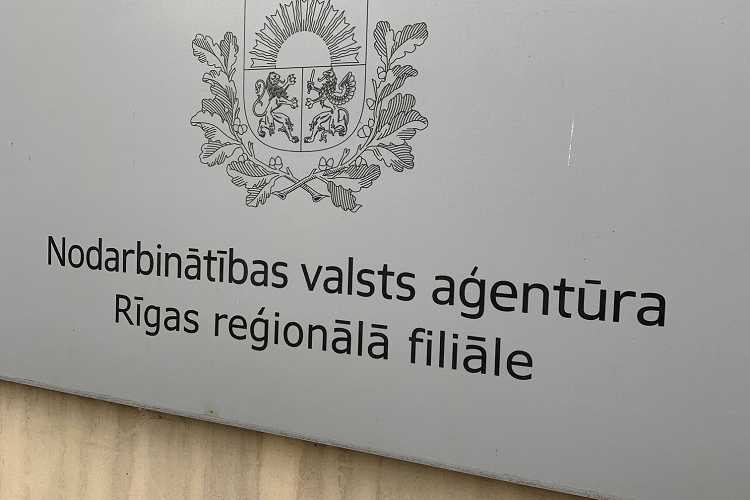 Nodarbinātības valsts aģentūra
Rīgas reģionālā filiāle